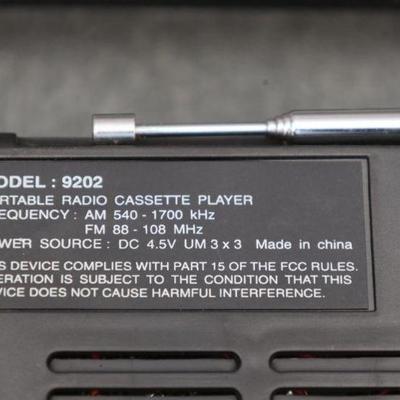 ODEL : 9202
RTABLE RADIO CASSETTE PLAYER
EQUENCY : AM 540 - 1700 kHz
FM 88 - 108 MHz
WER SOURCE : DC 4.5V UM 3 x 3 Made in china
S DEVICE COMPLIES WITH PART 15 OF THE FCC RULES.
ERATION IS SUBJECT TO THE CONDITION THAT THIS
VICE DOES NOT CAUSE HARMFUL INTERFERENCE.